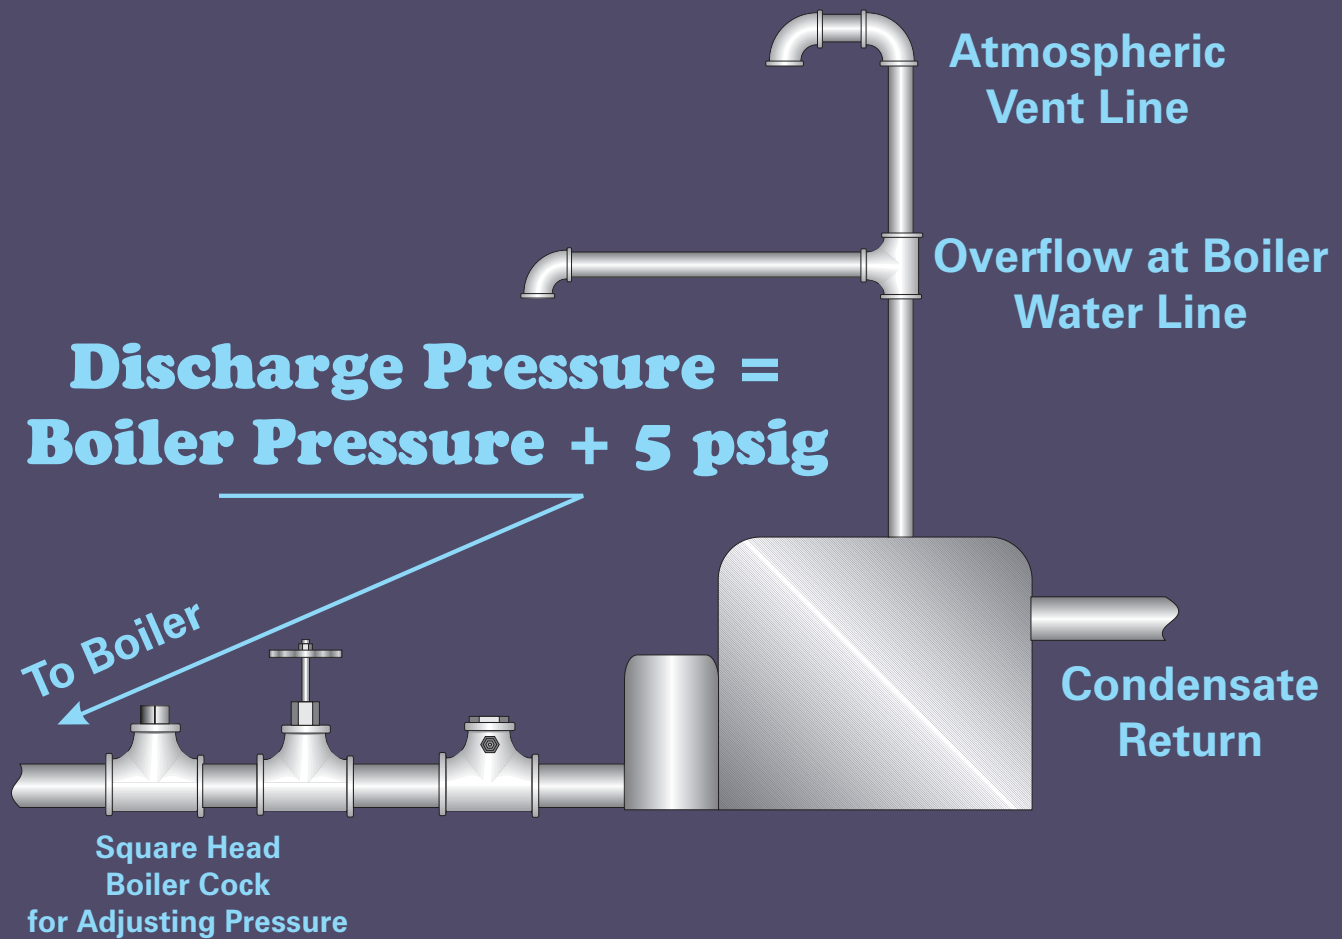 Atmospheric
Vent Line
Overflow at Boiler
Water Line
Discharge Pressure =
Boiler Pressure + 5 psig
To Boiler
Condensate
Return
Square Head
Boiler Cock
for Adjusting Pressure